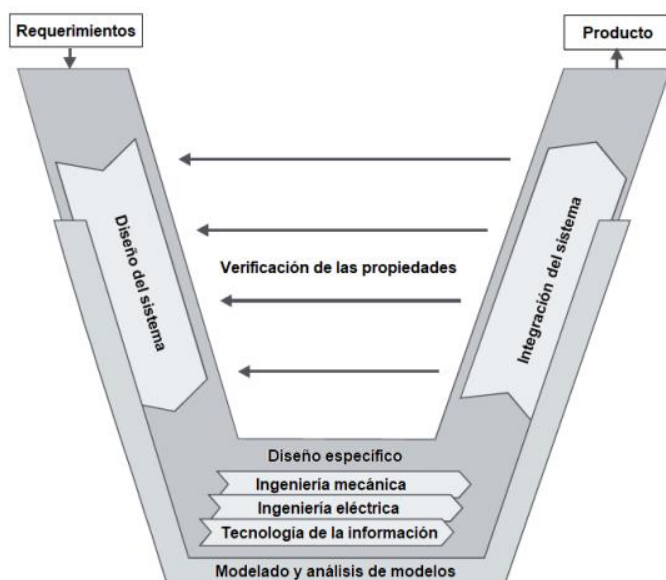 Requerimientos
Producto
Diseño del sistema
Verificación de las propiedades
Integración del sistema
Diseño específico
Ingeniería mecánica
Ingeniería eléctrica
Tecnología de la información
Modelado y análisis de modelos